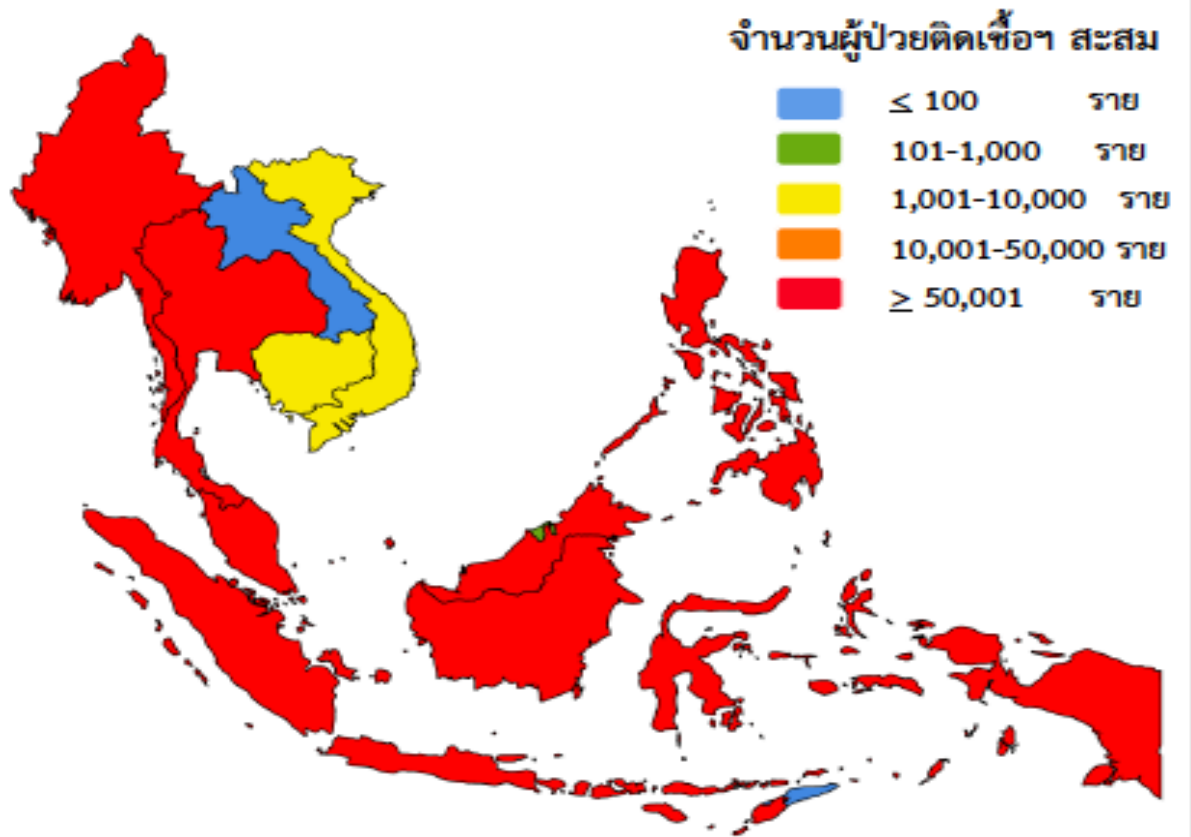 จำนวนผู้ป่วยติดเชื้อฯ สะสม
≤ 100 ราย
101-1,000 ราย
1,001-10,000 ราย
10,001-50,000 ราย
≥ 50,001 ราย